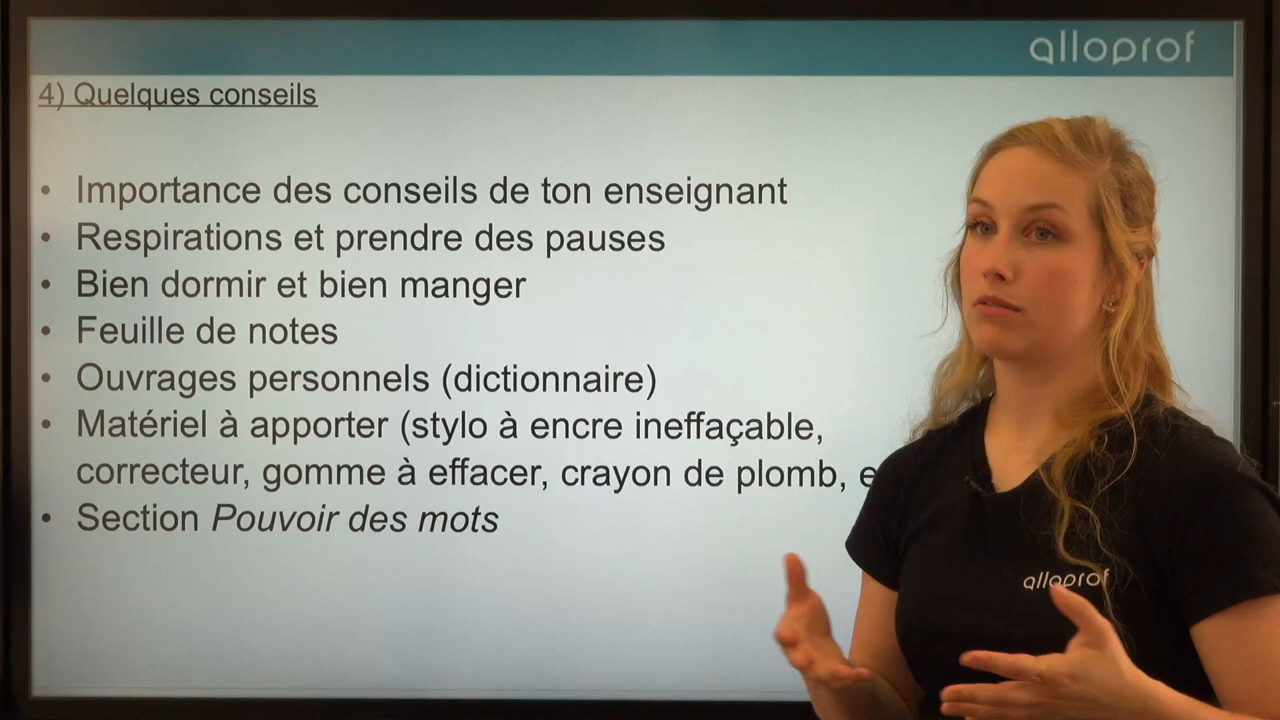 alloprof
4) Quelques conseils
• Importance des conseils de ton enseignant
• Respirations et prendre des pauses
• Bien dormir et bien manger
• Feuille de notes
• Ouvrages personnels (dictionnaire)
• Matériel à apporter (stylo à encre ineffaçable,
correcteur, gomme à effacer, crayon de plomb,
• Section Pouvoir des mots
alloprof